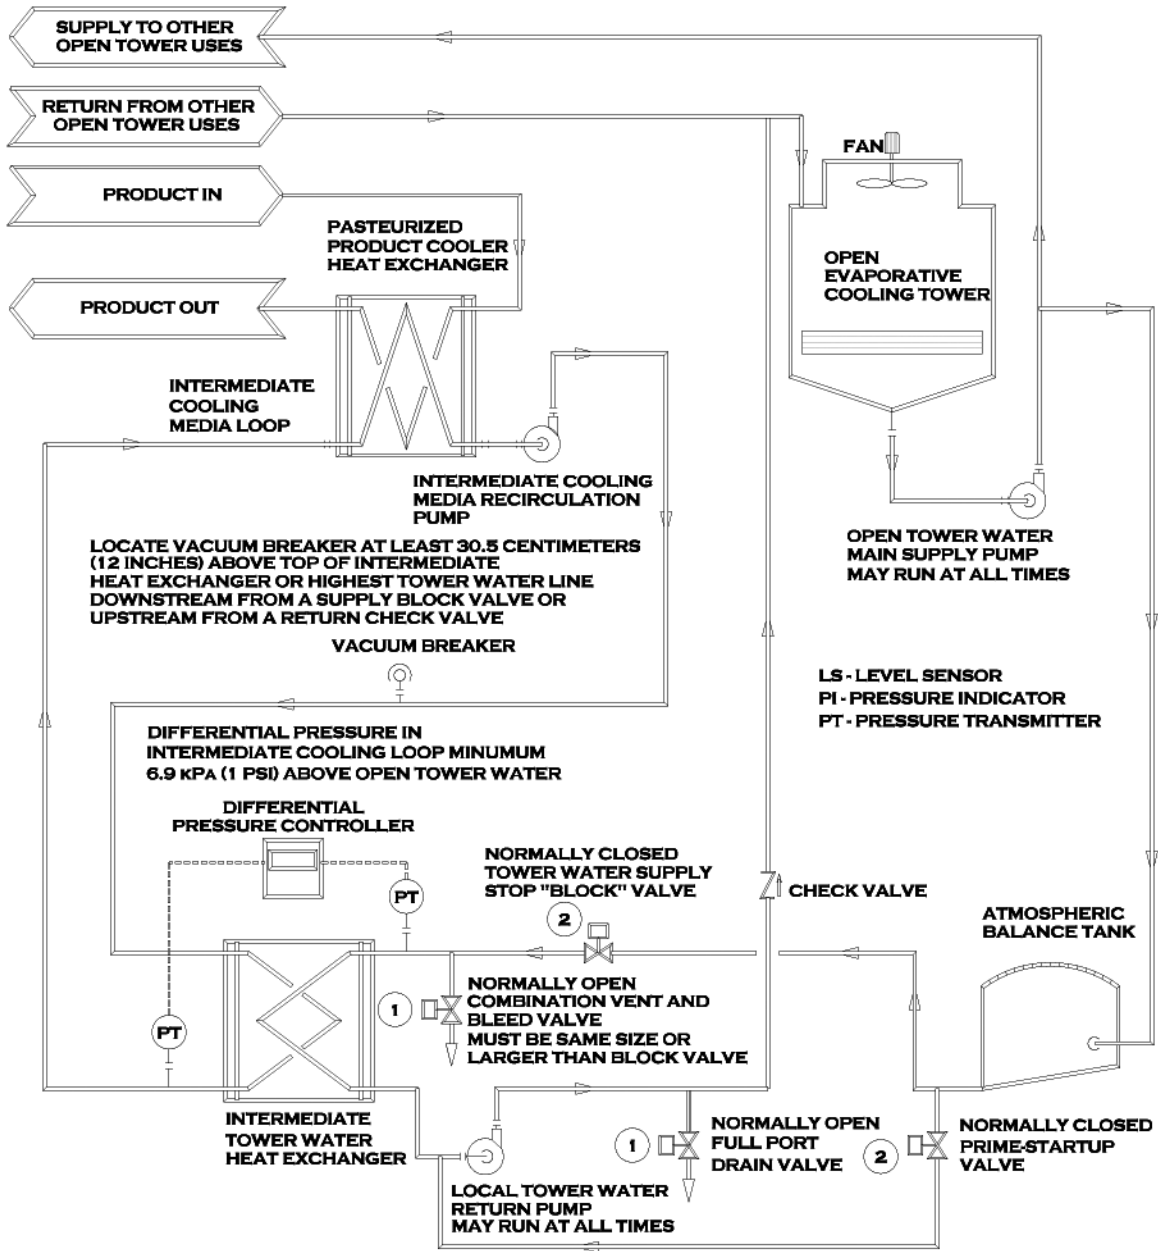 SUPPLY TO OTHER
OPEN TOWER USES
RETURN FROM OTHER
OPEN TOWER USES
FAN
PRODUCT IN
PASTEURIZED
PRODUCT COOLER
HEAT EXCHANGER
OPEN
EVAPORATIVE
COOLING TOWER
PRODUCT OUT
INTERMEDIATE
COOLING
MEDIA LOOP
INTERMEDIATE COOLING
MEDIA RECIRCULATION
PUMP
OPEN TOWER WATER
MAIN SUPPLY PUMP
MAY RUN AT ALL TIMES
LOCATE VACUUM BREAKER AT LEAST 30.5 CENTIMETERS
(12 INCHES) ABOVE TOP OF INTERMEDIATE
HEAT EXCHANGER OR HIGHEST TOWER WATER LINE
DOWNSTREAM FROM A SUPPLY BLOCK VALVE OR
UPSTREAM FROM A RETURN CHECK VALVE
VACUUM BREAKER
LS - LEVEL SENSOR
PI - PRESSURE INDICATOR
PT - PRESSURE TRANSMITTER
DIFFERENTIAL PRESSURE IN
INTERMEDIATE COOLING LOOP MINUMUM
6.9 KPA (1 PSI) ABOVE OPEN TOWER WATER
DIFFERENTIAL
PRESSURE CONTROLLER
NORMALLY CLOSED
TOWER WATER SUPPLY
STOP "BLOCK" VALVE
CHECK VALVE
PT
2
ATMOSPHERIC
BALANCE TANK
NORMALLY OPEN
COMBINATION VENT AND
BLEED VALVE
MUST BE SAME SIZE OR
LARGER THAN BLOCK VALVE
1
PT
INTERMEDIATE
TOWER WATER
HEAT EXCHANGER
1
NORMALLY OPEN
FULL PORT
DRAIN VALVE
2
NORMALLY CLOSED
PRIME-STARTUP
VALVE
LOCAL TOWER WATER
RETURN PUMP
MAY RUN AT ALL TIMES